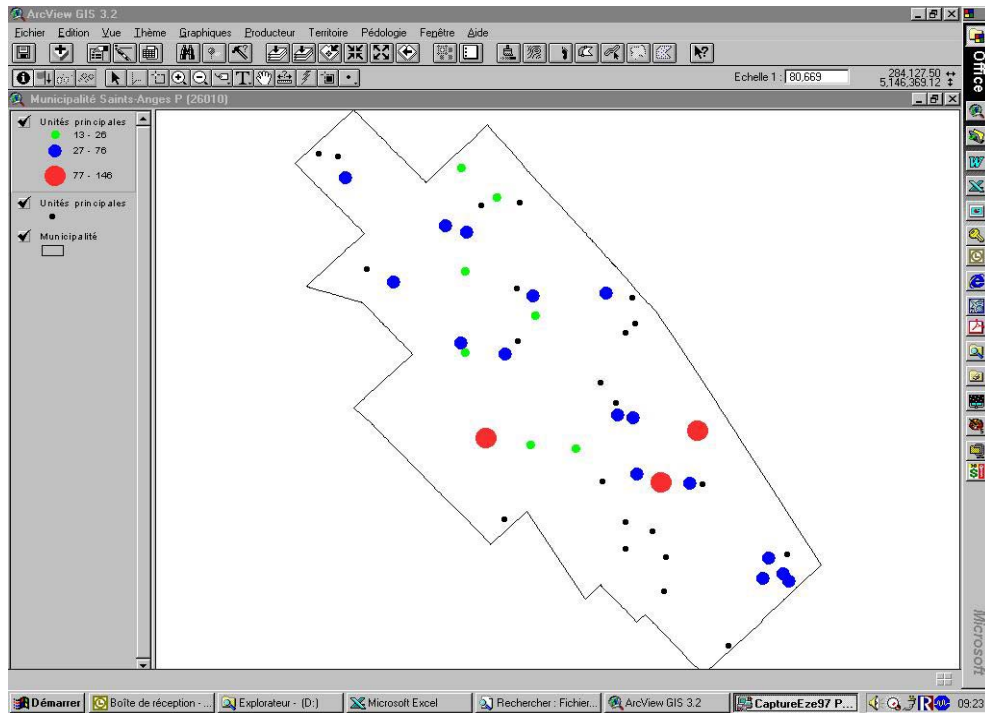 ArcView GIS 3.2
Fichier Edition Vue Thème Graphiques Producteur Territoire Pédologie Fenêtre Aide
Echelle 1 : 80,669
284,127.50
5,146,369.12
Municipalité Saints-Anges P (26010)
Unités principales
13 - 26
27 - 76
77 - 146
Unités principales
Municipalité
Office
Microsoft
Démarrer
Boîte de réception - ...
Explorateur - (D:)
Microsoft Excel
Rechercher : Fichier...
ArcView GIS 3.2
CaptureEze97 P...
09:23